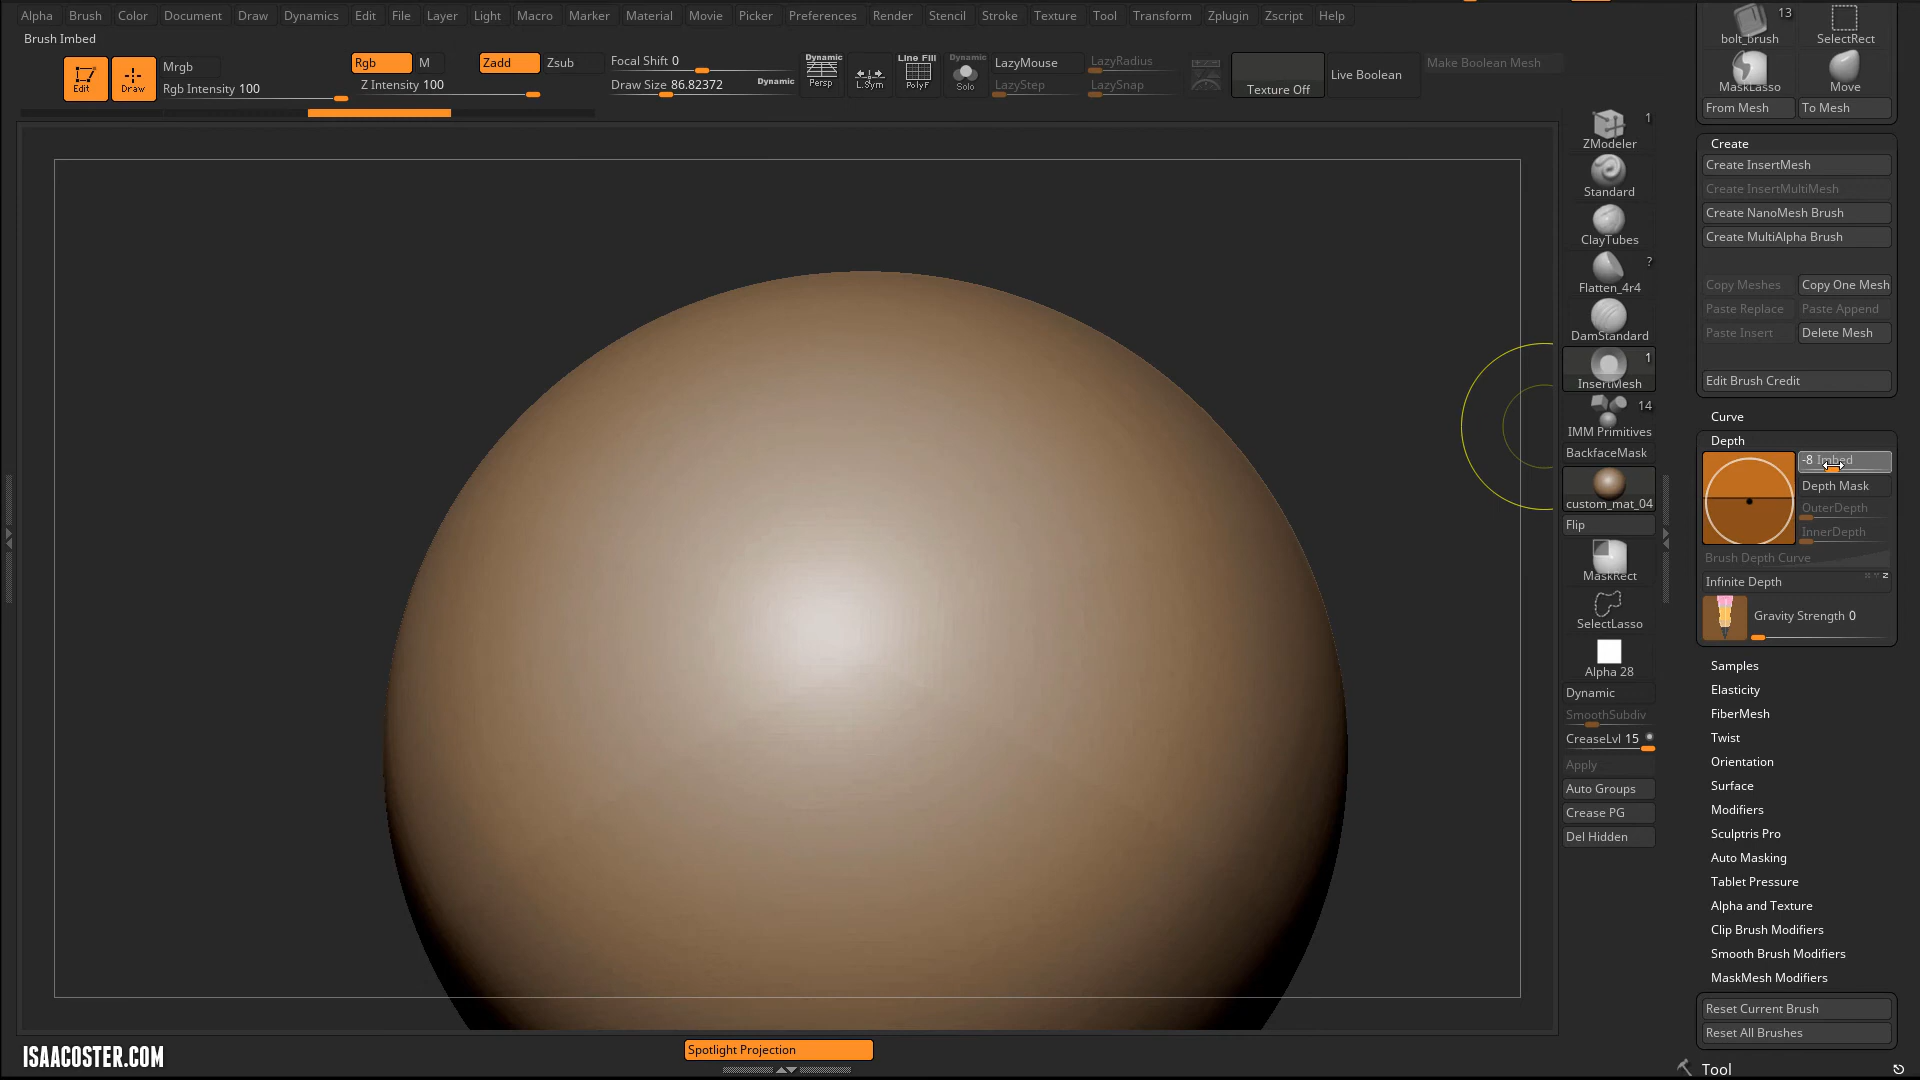 Alpha Brush Color Document Draw Dynamics Edit File Layer Light Macro Marker Material Movie Picker Preferences Render Stencil Stroke Texture Tool Transform Zplugin Zscript Help
Brush Imbed
Edit
Draw
Mrgb
Rgb Intensity 100
Rgb
M
Z Intensity 100
Zadd
Zsub
Focal Shift 0
Draw Size 86.82372
Dynamic
Dynamic
Persp
L.Sym
Line Fill
PolyF
Dynamic
Solo
LazyMouse
LazyStep
LazyRadius
LazySnap
Texture Off
Live Boolean
Make Boolean Mesh
1
ZModeler
Standard
ClayTubes
?
Flatten_4r4
DamStandard
1
InsertMesh
14
IMM Primitives
BackfaceMask
custom_mat_04
Flip
MaskRect
SelectLasso
Alpha 28
Dynamic
SmoothSubdiv
CreaseLvl 15
Apply
Auto Groups
Crease PG
Del Hidden
13
bolt_brush
SelectRect
MaskLasso
Move
From Mesh
To Mesh
Create
Create InsertMesh
Create InsertMultiMesh
Create NanoMesh Brush
Create MultiAlpha Brush
Copy Meshes
Copy One Mesh
Paste Replace
Paste Append
Paste Insert
Delete Mesh
Edit Brush Credit
Curve
Depth
-8 Imbed
Depth Mask
OuterDepth
InnerDepth
Brush Depth Curve
Infinite Depth
Gravity Strength 0
Samples
Elasticity
FiberMesh
Twist
Orientation
Surface
Modifiers
Sculptris Pro
Auto Masking
Tablet Pressure
Alpha and Texture
Clip Brush Modifiers
Smooth Brush Modifiers
MaskMesh Modifiers
Reset Current Brush
Reset All Brushes
Tool
Spotlight Projection
ISAACOSTER.COM